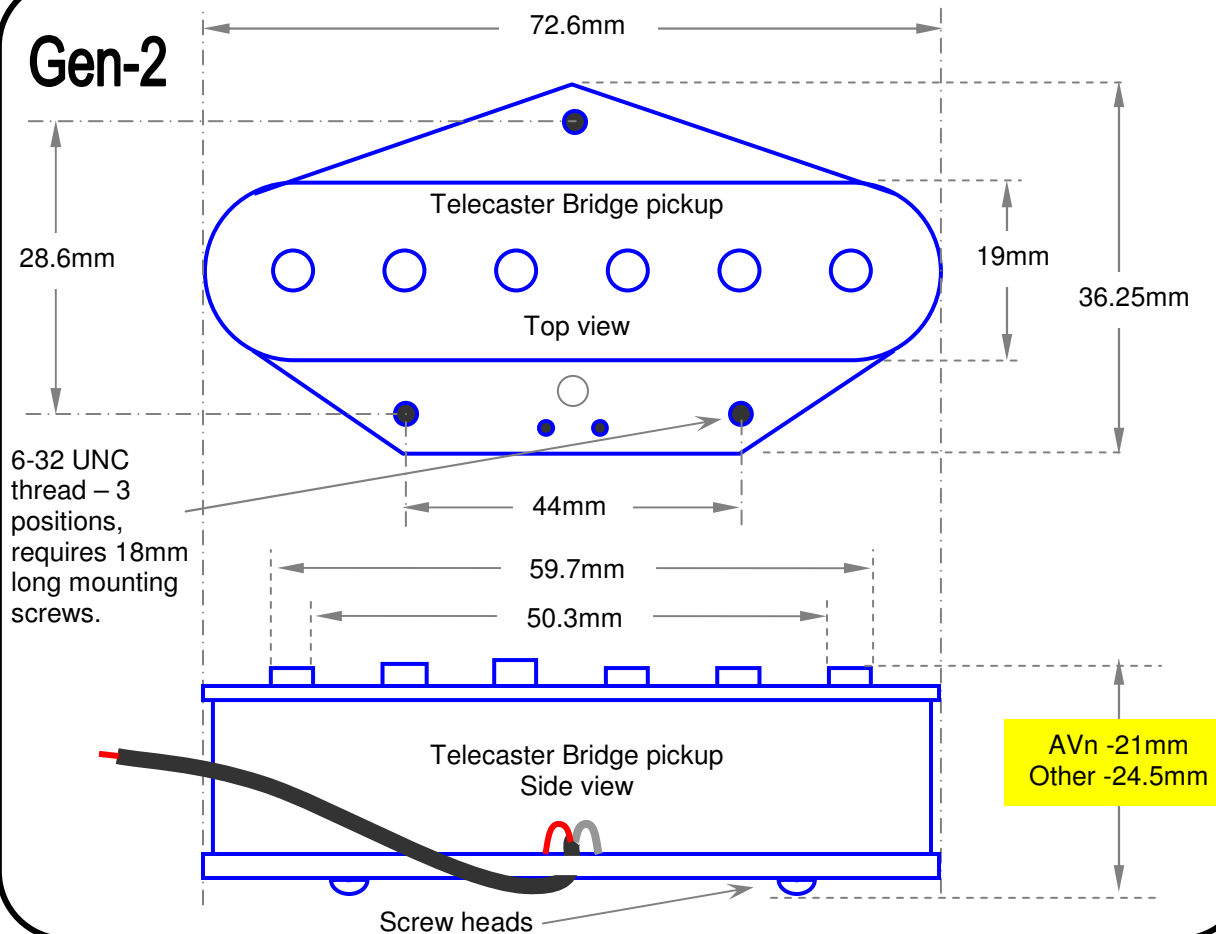 72.6mm
Gen-2
Telecaster Bridge pickup
28.6mm
19mm
36.25mm
Top view
6-32 UNC
thread – 3
positions,
requires 18mm
long mounting
screws.
44mm
59.7mm
50.3mm
Telecaster Bridge pickup
Side view
AVn -21mm
Other -24.5mm
Screw heads